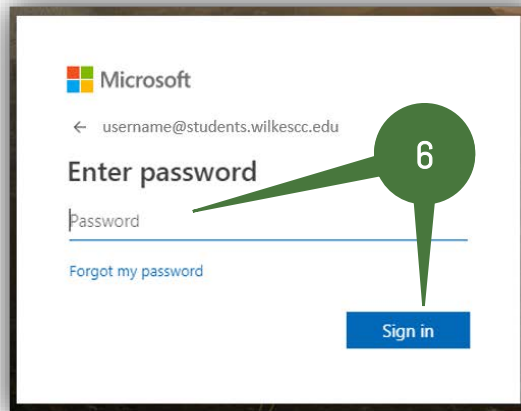 Microsoft
← username@students.wilkescc.edu
Enter password
6
Password
Forgot my password
Sign in